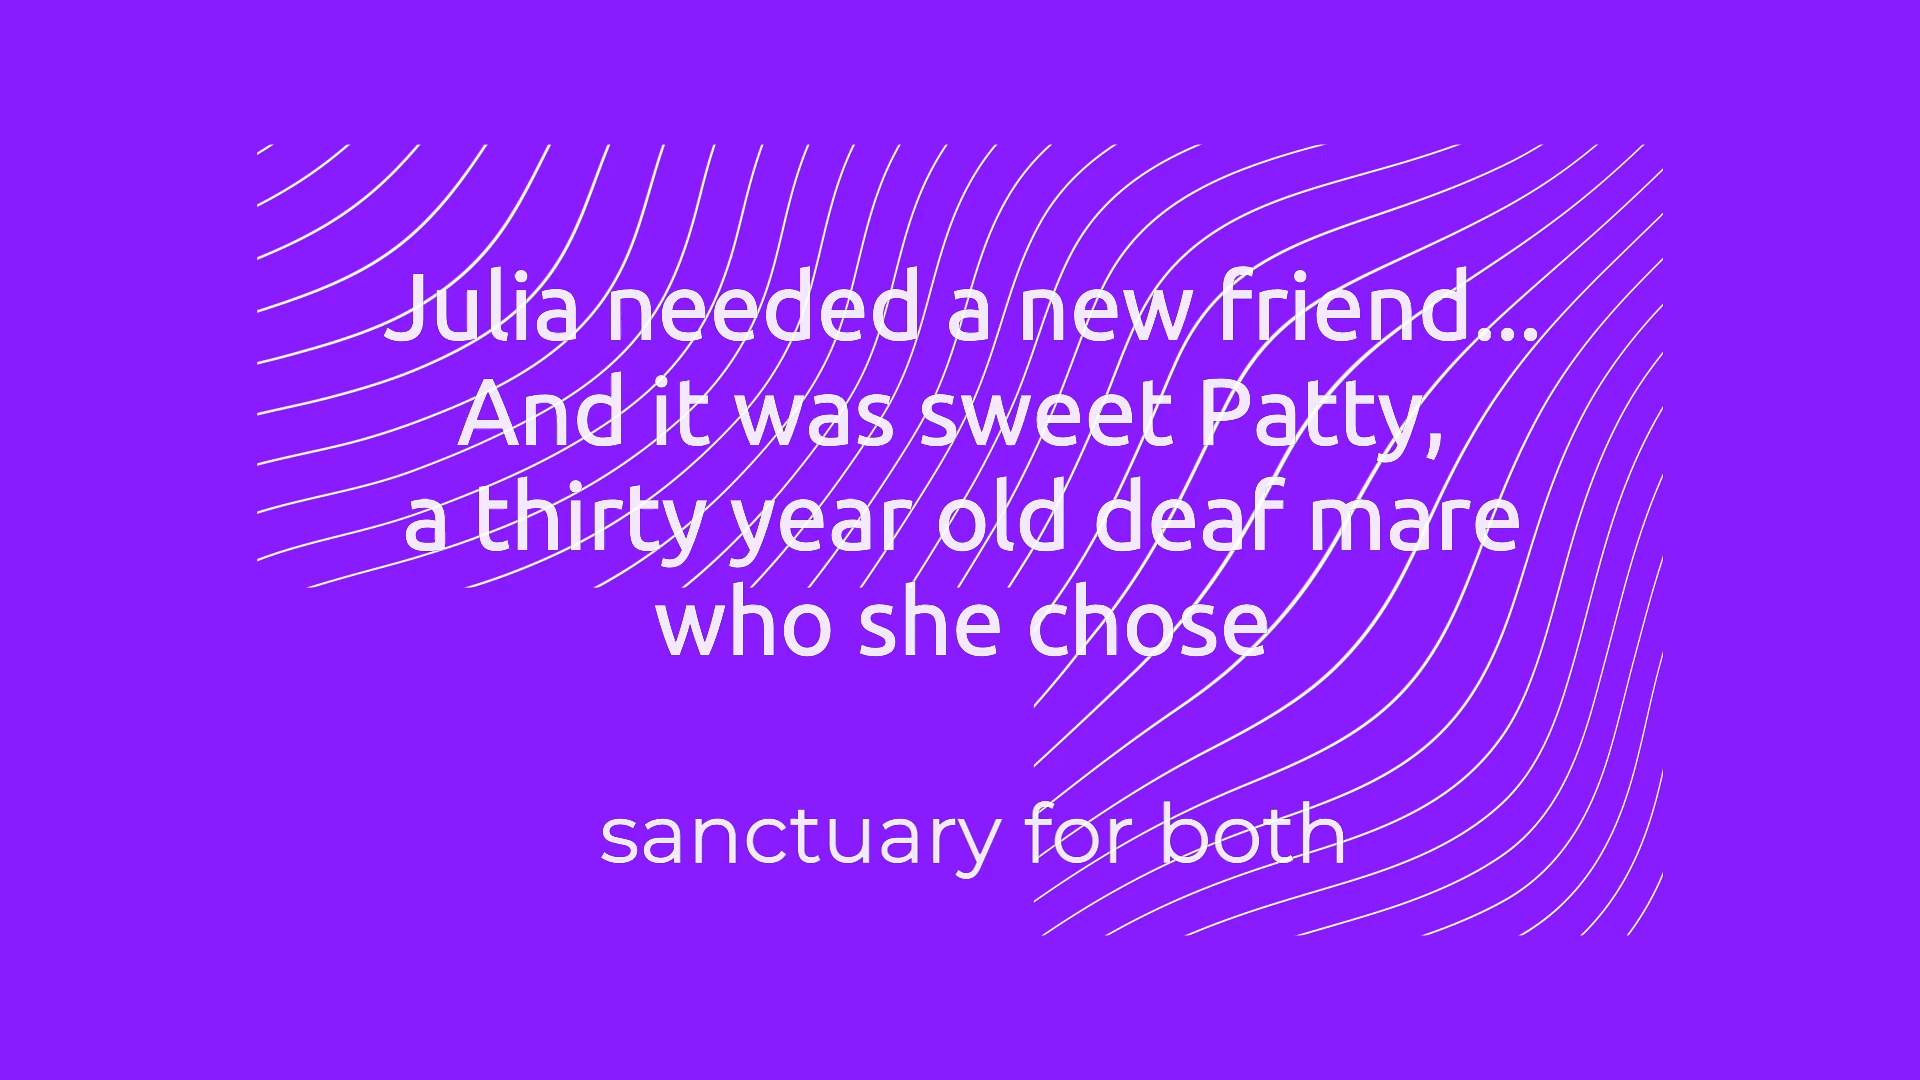 Julia needed a new friend...
And it was sweet Patty,
a thirty year old deaf mare
who she chose
sanctuary for both